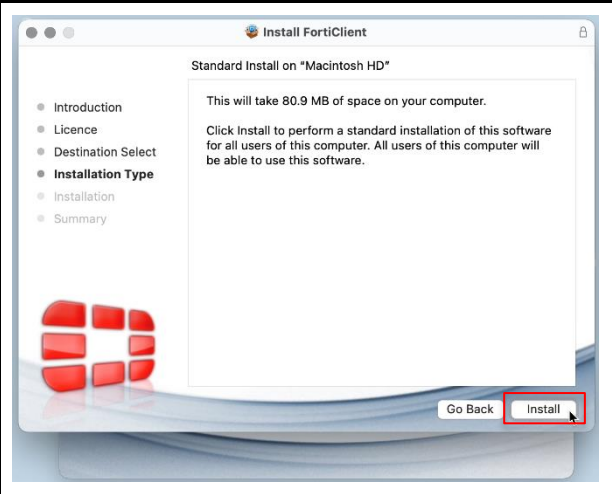 Install FortiClient
Standard Install on “Macintosh HD”
Introduction
Licence
Destination Select
Installation Type
Installation
Summary
This will take 80.9 MB of space on your computer.
Click Install to perform a standard installation of this software
for all users of this computer. All users of this computer will
be able to use this software.
Go Back
Install